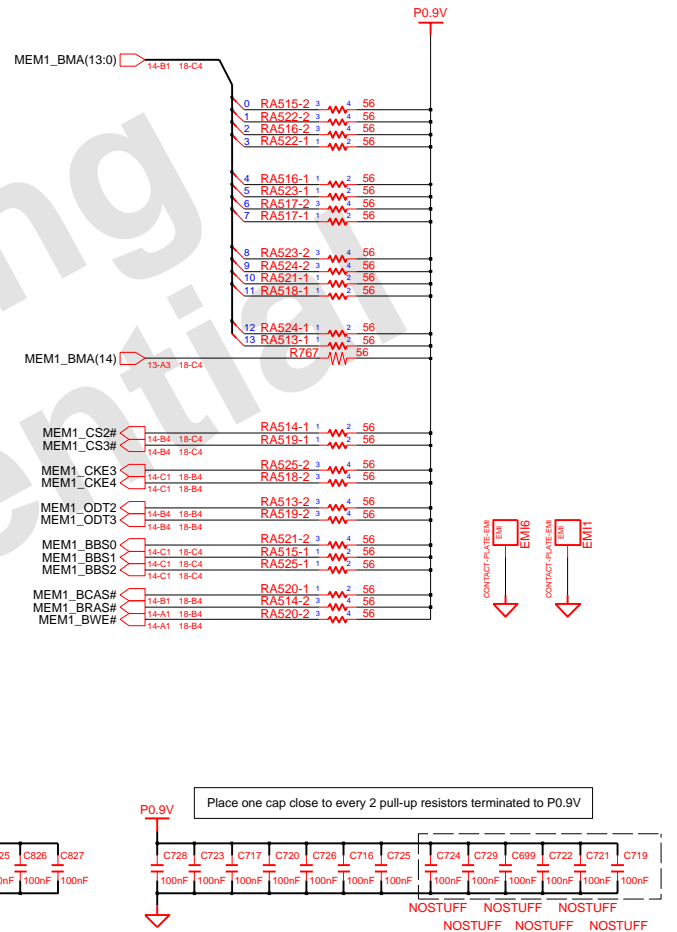 P0.9V
MEM1_BMA(13:0) 14-B1 18-C4
0 RA515-2 3 4 56
1 RA522-2 3 4 56
2 RA516-2 3 4 56
3 RA522-1 1 2 56
4 RA516-1 1 2 56
5 RA523-1 1 2 56
6 RA517-2 3 4 56
7 RA517-1 1 2 56
8 RA523-2 3 4 56
9 RA524-2 3 4 56
10 RA521-1 1 2 56
11 RA518-1 1 2 56
12 RA524-1 1 2 56
13 RA513-1 1 2 56
MEM1_BMA(14) 13-A3 18-C4 R767 56
MEM1_CS2# 14-B4 18-C4 RA514-1 1 2 56
MEM1_CS3# 14-B4 18-C4 RA519-1 1 2 56
MEM1_CKE3 14-C1 18-B4 RA525-2 3 4 56
MEM1_CKE4 14-C1 18-B4 RA518-2 3 4 56
MEM1_ODT2 14-B4 18-B4 RA513-2 3 4 56
MEM1_ODT3 14-B4 18-B4 RA519-2 3 4 56
MEM1_BBS0 14-C1 18-C4 RA521-2 3 4 56
MEM1_BBS1 14-C1 18-C4 RA515-1 1 2 56
MEM1_BBS2 14-C1 18-C4 RA525-1 1 2 56
MEM1_BCAS# 14-B1 18-B4 RA520-1 1 2 56
MEM1_BRAS# 14-A1 18-B4 RA514-2 3 4 56
MEM1_BWE# 14-A1 18-B4 RA520-2 3 4 56
CONTACT-PLATE-EMI EMI EMI6
CONTACT-PLATE-EMI EMI EMI1
ng
ential
Place one cap close to every 2 pull-up resistors terminated to P0.9V
P0.9V
25 C826 C827
nF 100nF 100nF
C728 C723 C717 C720 C726 C716 C725 C724 C729 C699 C722 C721 C719
100nF 100nF 100nF 100nF 100nF 100nF 100nF 100nF 100nF 100nF 100nF 100nF 100nF
NOSTUFF NOSTUFF NOSTUFF
NOSTUFF NOSTUFF NOSTUFF